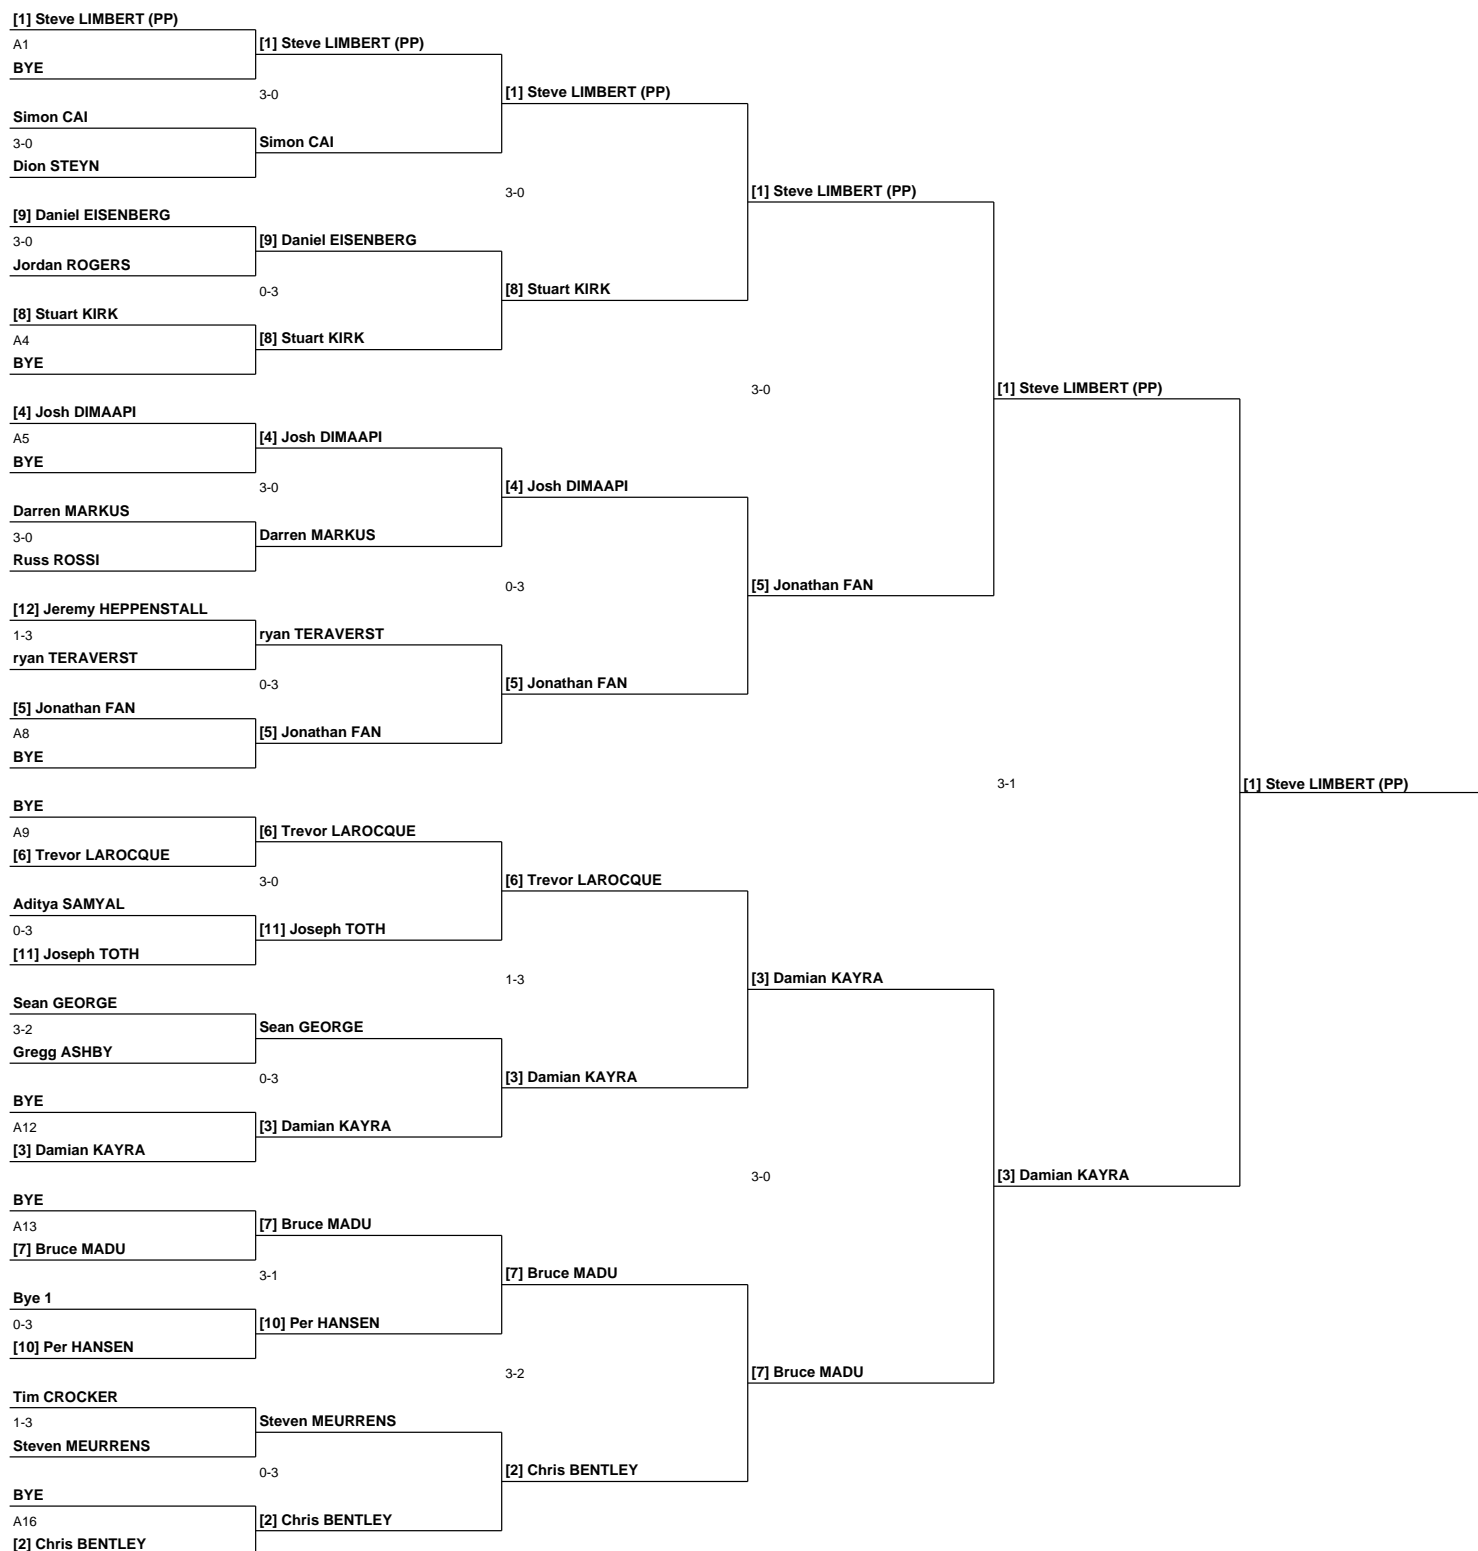 [1] Steve LIMBERT (PP)
A1
BYE
Simon CAI
3-0
Dion STEYN
[9] Daniel EISENBERG
3-0
Jordan ROGERS
[8] Stuart KIRK
A4
BYE
[4] Josh DIMAAPI
A5
BYE
Darren MARKUS
3-0
Russ ROSSI
[12] Jeremy HEPPENSTALL
1-3
ryan TERAVERST
[5] Jonathan FAN
A8
BYE
BYE
A9
[6] Trevor LAROCQUE
Aditya SAMYAL
0-3
[11] Joseph TOTH
Sean GEORGE
3-2
Gregg ASHBY
BYE
A12
[3] Damian KAYRA
BYE
A13
[7] Bruce MADU
Bye 1
0-3
[10] Per HANSEN
Tim CROCKER
1-3
Steven MEURRENS
BYE
A16
[2] Chris BENTLEY
[1] Steve LIMBERT (PP)
3-0
Simon CAI
[9] Daniel EISENBERG
0-3
[8] Stuart KIRK
[4] Josh DIMAAPI
3-0
Darren MARKUS
ryan TERAVERST
0-3
[5] Jonathan FAN
[6] Trevor LAROCQUE
3-0
[11] Joseph TOTH
Sean GEORGE
0-3
[3] Damian KAYRA
[7] Bruce MADU
3-1
[10] Per HANSEN
Steven MEURRENS
0-3
[2] Chris BENTLEY
[1] Steve LIMBERT (PP)
3-0
[8] Stuart KIRK
[4] Josh DIMAAPI
0-3
[5] Jonathan FAN
[6] Trevor LAROCQUE
1-3
[3] Damian KAYRA
[7] Bruce MADU
3-2
[2] Chris BENTLEY
[1] Steve LIMBERT (PP)
3-0
[5] Jonathan FAN
[3] Damian KAYRA
3-0
[7] Bruce MADU
[1] Steve LIMBERT (PP)
3-1
[3] Damian KAYRA
[1] Steve LIMBERT (PP)